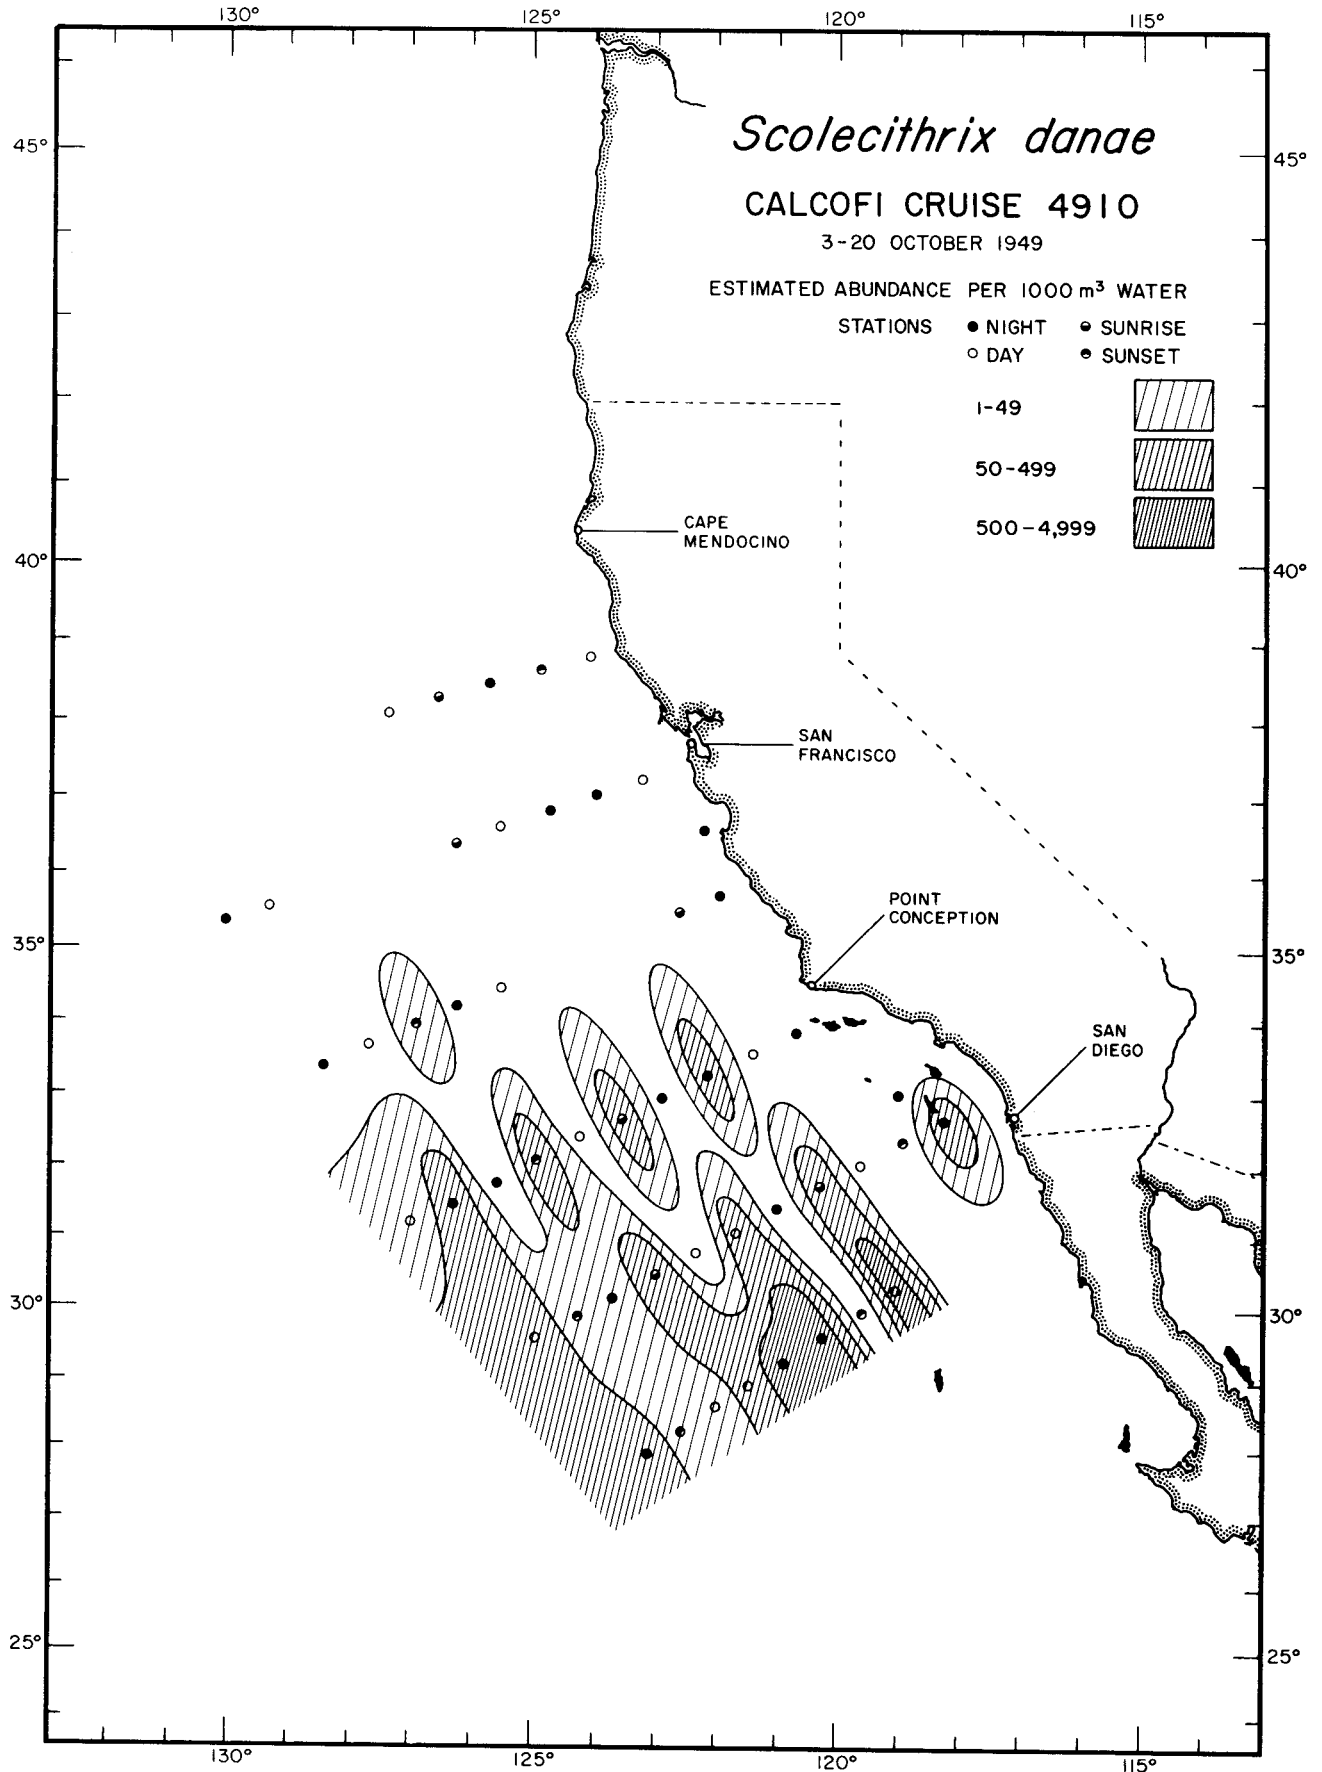 130° 125° 120° 115°
Scolecithrix danae
CALCOFI CRUISE 4910
3-20 OCTOBER 1949
ESTIMATED ABUNDANCE PER 1000 m³ WATER
STATIONS ● NIGHT ◒ SUNRISE
○ DAY ◓ SUNSET
1-49
50-499
500-4,999
45° 45°
CAPE
MENDOCINO
40° 40°
SAN
FRANCISCO
POINT
CONCEPTION
35° 35°
SAN
DIEGO
30° 30°
25° 25°
130° 125° 120° 115°